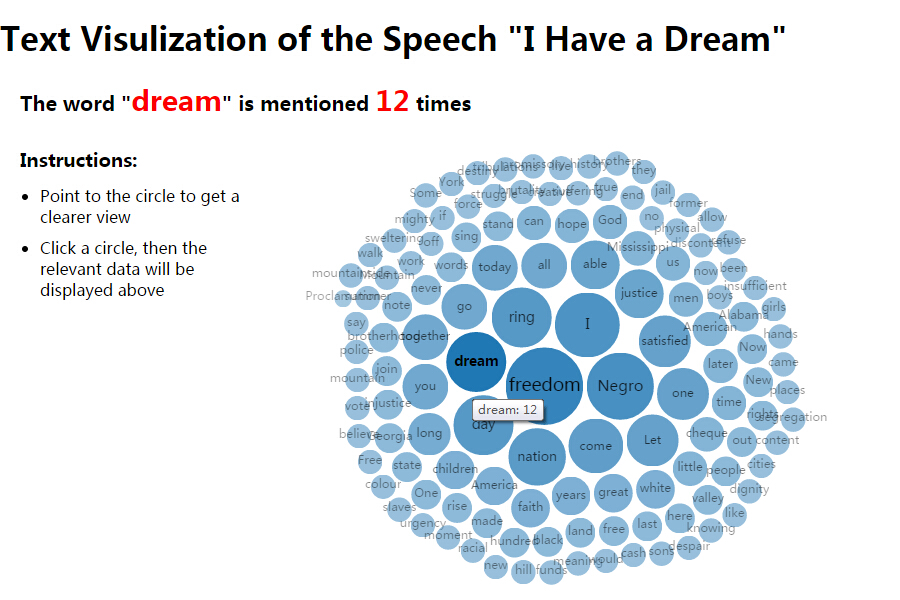 Text Visulization of the Speech "I Have a Dream"
The word "dream" is mentioned 12 times
Instructions:
Point to the circle to get a
clearer view
Click a circle, then the
relevant data will be
displayed above
destiny tribulations promissory live history brothers they
York
Some struggle brutality creative suffering true end jail
force
former
mighty if stand can hope God no allow
physical
sweltering off sing Mississippi discontent refuse
walk work words today all able us now been
mountainside Mountain
Proclamation summer never justice men boys insufficient
note go ring I Alabama girls
say American
brotherhood together satisfied Now hands
police dream later came
mountain join you freedom Negro one New places
vote injustice dream: 12 time rights segregation
day
believe Georgia long come Let cheque out content
Free state children nation little people cities
colour One America years great white valley dignity
slaves rise faith here like
urgency made land free last knowing
moment hundred black despair
racial meaning would cash sons
new hill funds